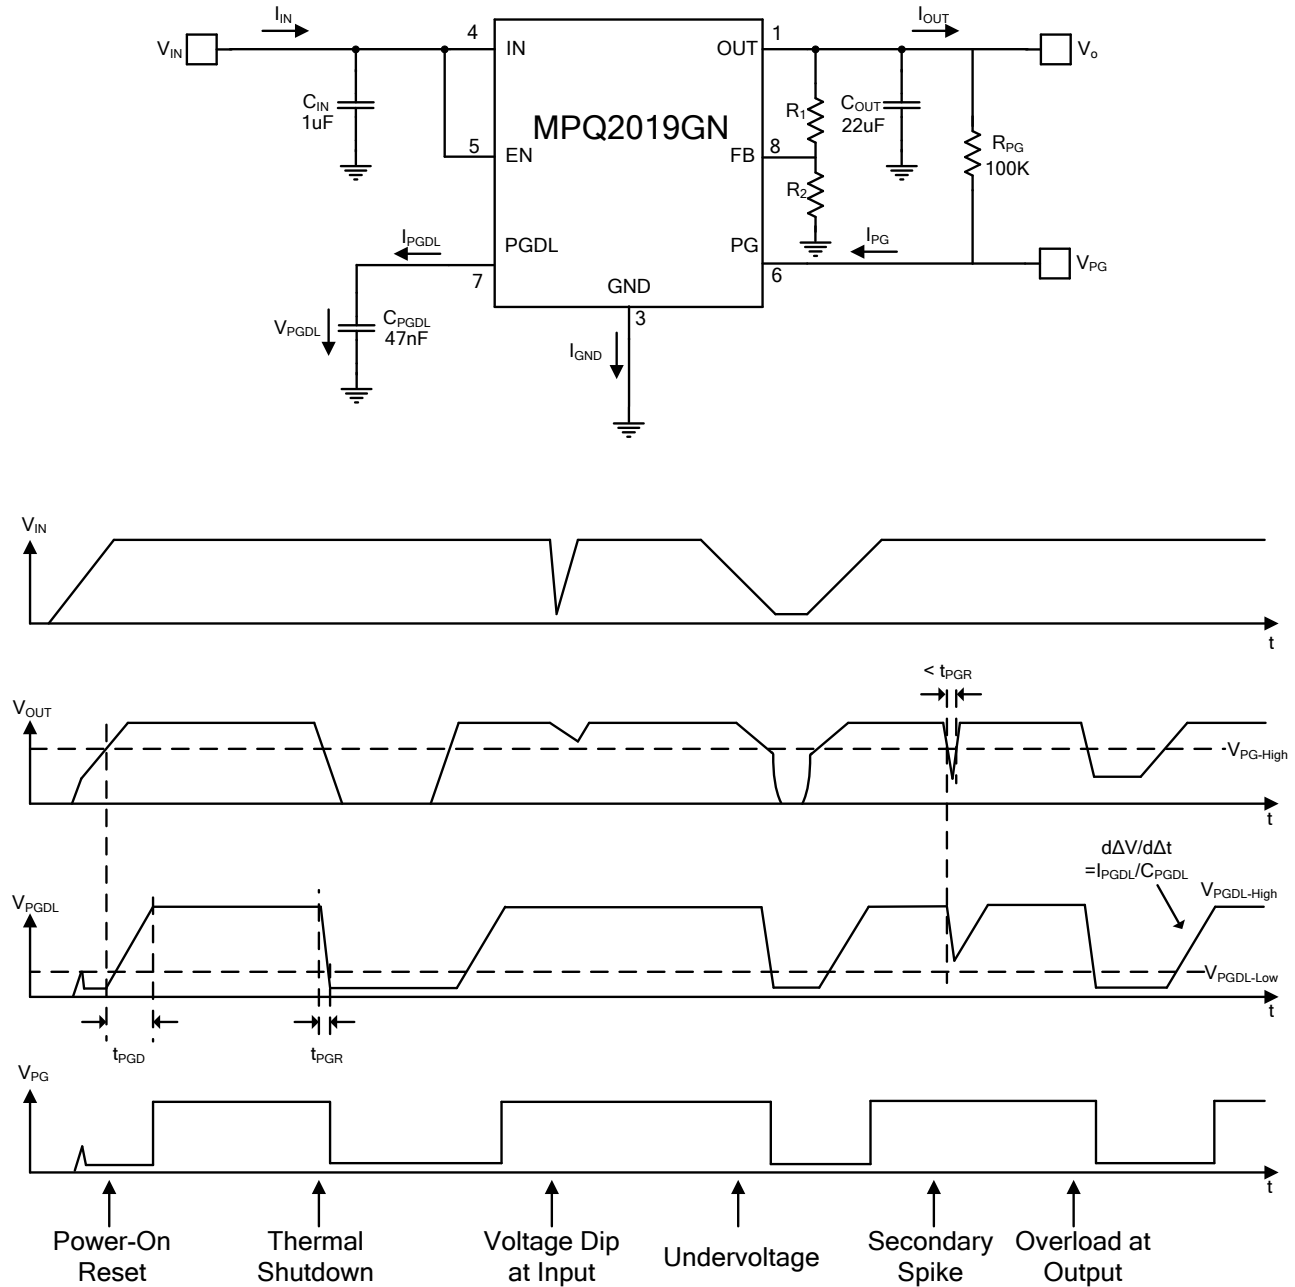 I_IN
I_OUT
V_IN
4
IN
OUT
1
V_o
C_IN
1uF
MPQ2019GN
R_1
C_OUT
22uF
R_PG
100K
5
EN
FB
8
R_2
I_PGDL
PGDL
7
PG
6
I_PG
V_PG
GND
3
V_PGDL
C_PGDL
47nF
I_GND
V_IN
t
< t_PGR
V_OUT
V_PG-High
t
dΔV/dΔt
=I_PGDL/C_PGDL
V_PGDL
V_PGDL-High
V_PGDL-Low
t
t_PGD
t_PGR
V_PG
t
Power-On
Reset
Thermal
Shutdown
Voltage Dip
at Input
Undervoltage
Secondary
Spike
Overload at
Output